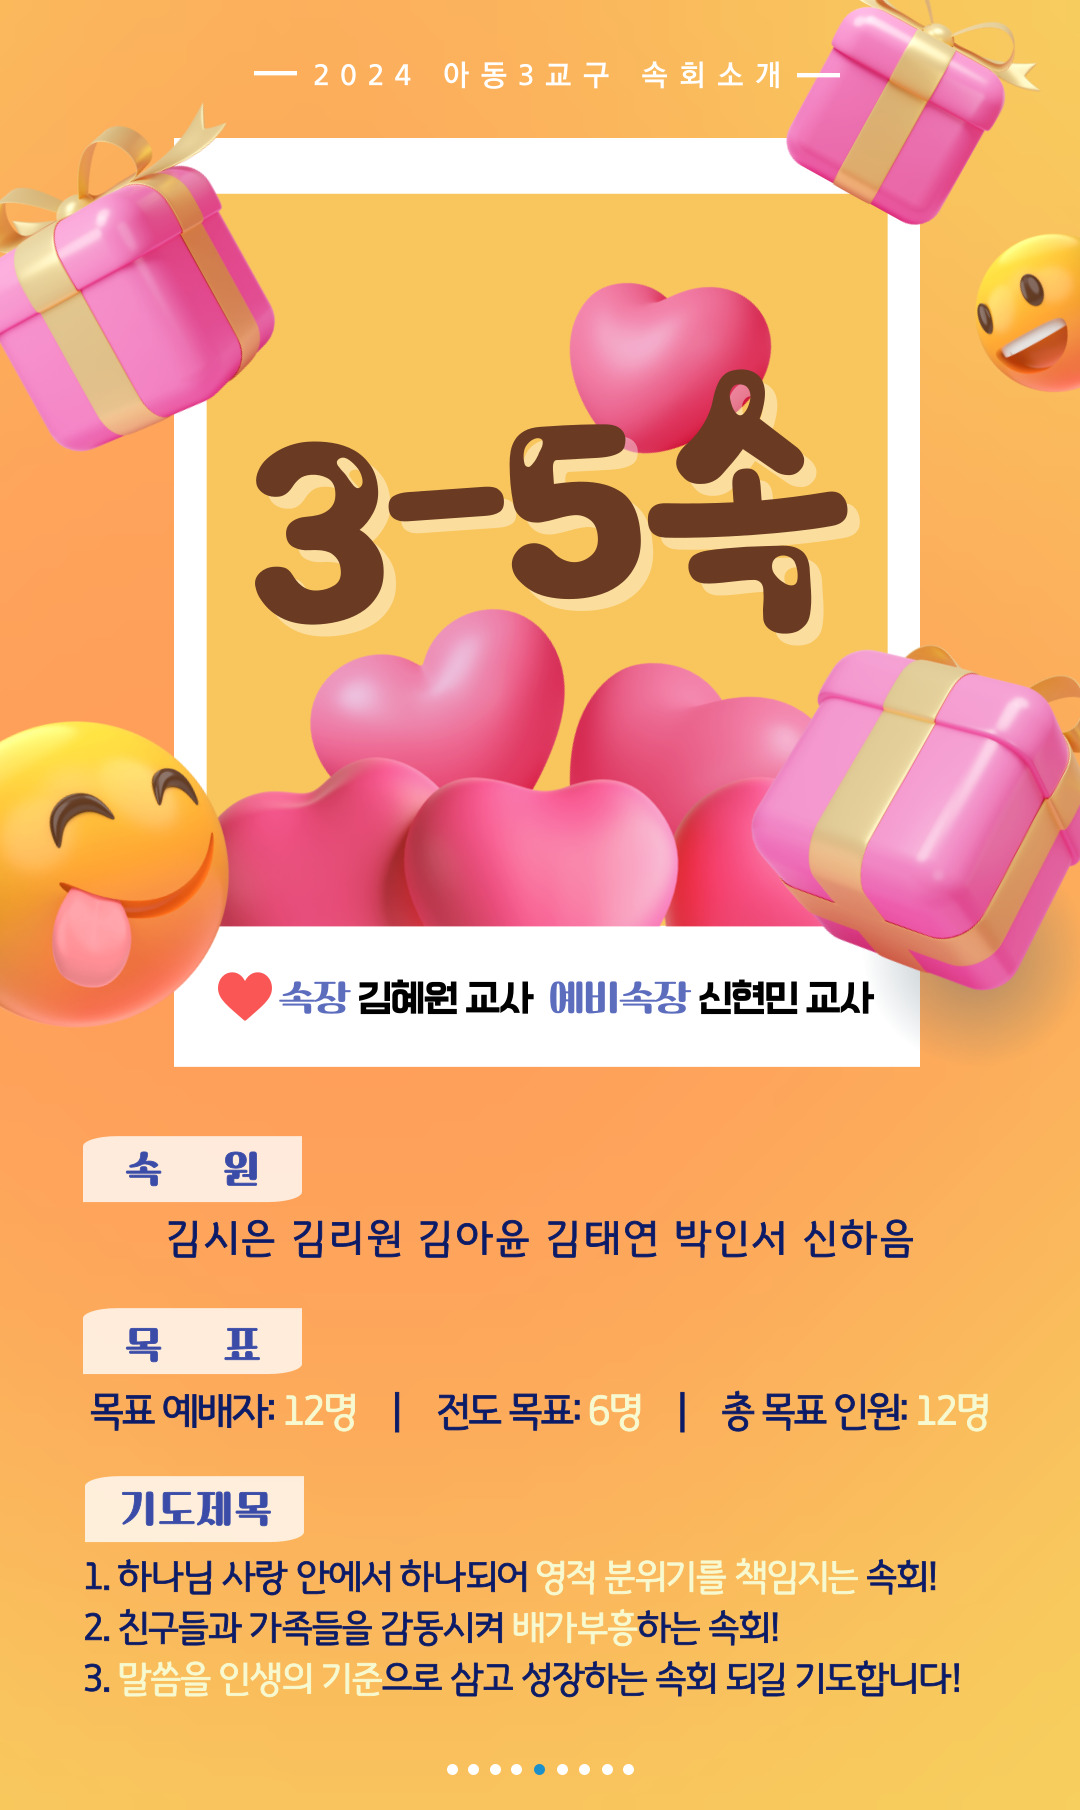 2024 아동3교구 속회소개
3-5속
속장 김혜원 교사 예비속장 신현민 교사
속 원
김시은 김리원 김아윤 김태연 박인서 신하음
목 표
목표 예배자: 12명 | 전도 목표: 6명 | 총 목표 인원: 12명
기도제목
1. 하나님 사랑 안에서 하나되어 영적 분위기를 책임지는 속회!
2. 친구들과 가족들을 감동시켜 배가부흥하는 속회!
3. 말씀을 인생의 기준으로 삼고 성장하는 속회 되길 기도합니다!